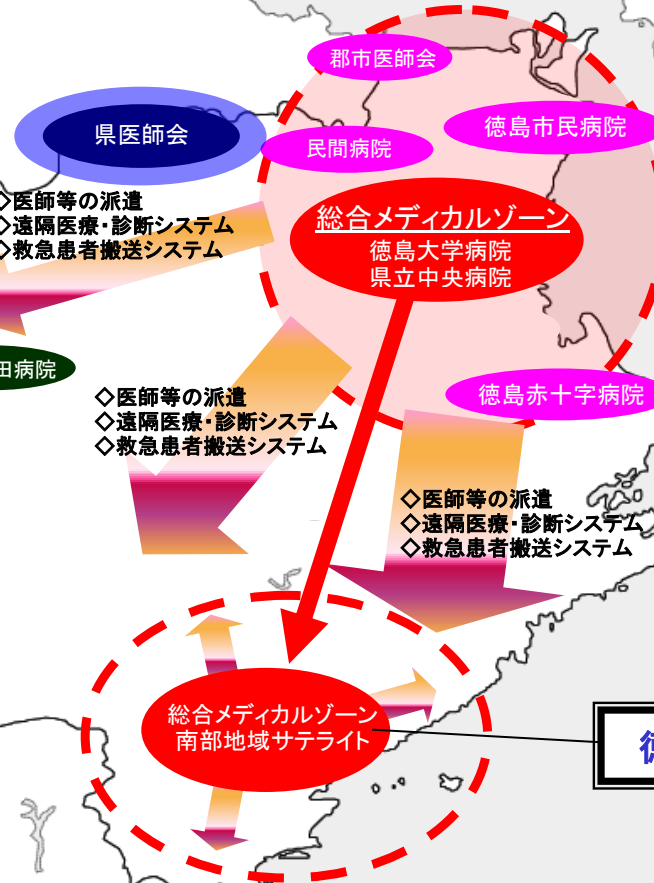 郡市医師会
徳島市民病院
県医師会
民間病院
◇医師等の派遣
◇遠隔医療・診断システム
◇救急患者搬送システム
総合メディカルゾーン
徳島大学病院
県立中央病院
田病院
徳島赤十字病院
◇医師等の派遣
◇遠隔医療・診断システム
◇救急患者搬送システム
◇医師等の派遣
◇遠隔医療・診断システム
◇救急患者搬送システム
総合メディカルゾーン
南部地域サテライト